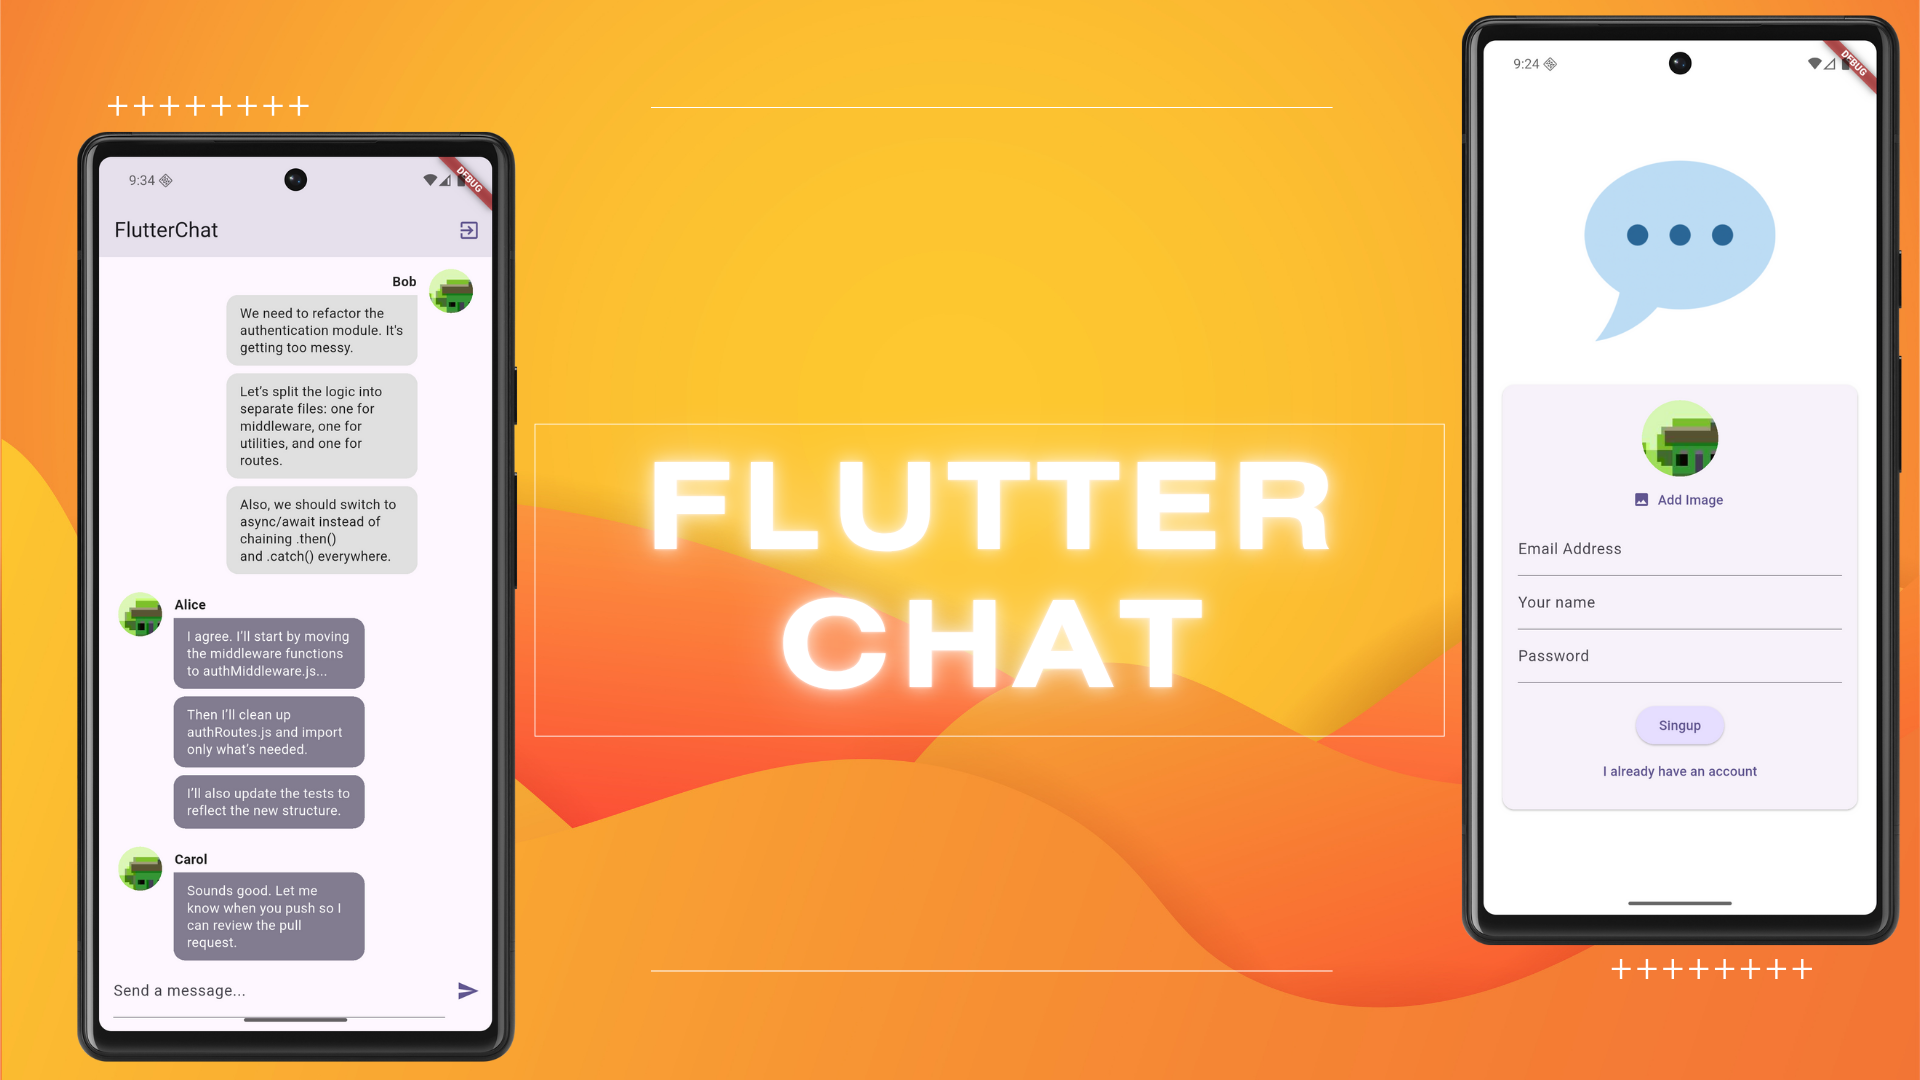 ++++++++
9:34
DEBUG
FlutterChat
Bob
We need to refactor the
authentication module. It's
getting too messy.
Let's split the logic into
separate files: one for
middleware, one for
utilities, and one for
routes.
Also, we should switch to
async/await instead of
chaining .then()
and .catch() everywhere.
Alice
I agree. I'll start by moving
the middleware functions
to authMiddleware.js...
Then I'll clean up
authRoutes.js and import
only what's needed.
I'll also update the tests to
reflect the new structure.
Carol
Sounds good. Let me
know when you push so I
can review the pull
request.
Send a message...
FLUTTER
CHAT
9:24
DEBUG
Add Image
Email Address
Your name
Password
Singup
I already have an account
++++++++